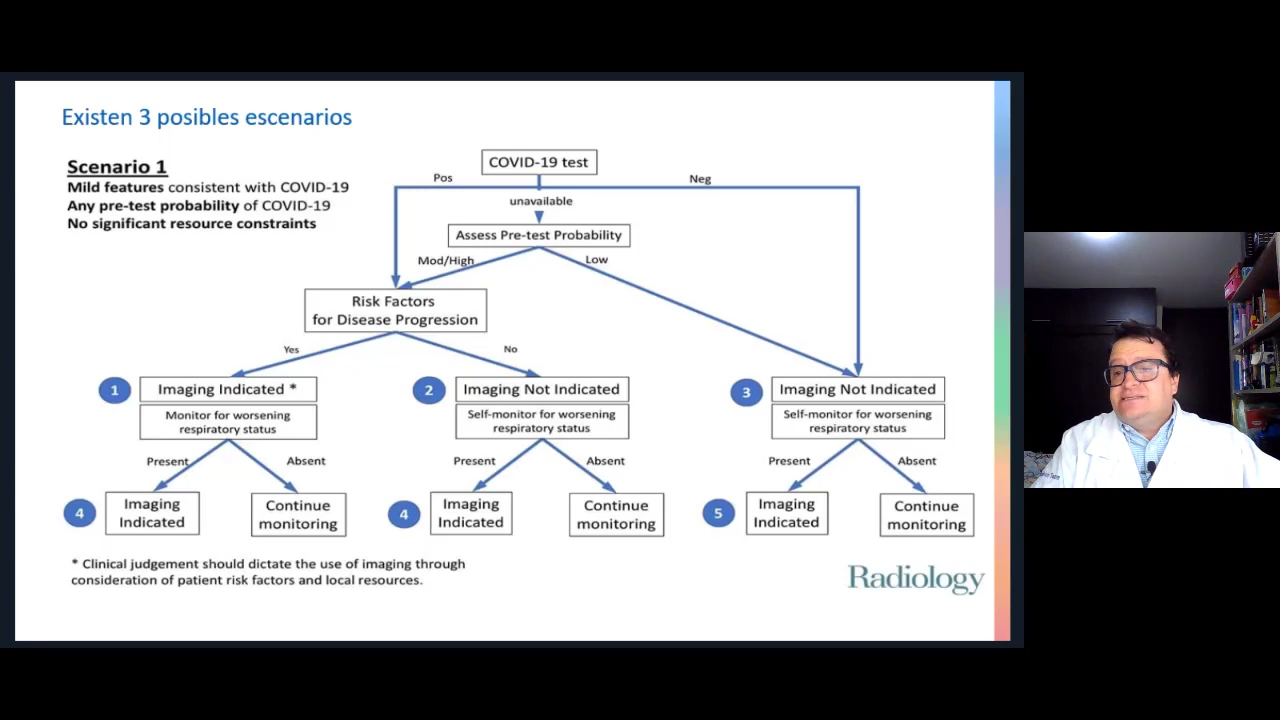 Existen 3 posibles escenarios
Scenario 1
Mild features consistent with COVID-19
Any pre-test probability of COVID-19
No significant resource constraints
COVID-19 test
Pos
Neg
unavailable
Assess Pre-test Probability
Mod/High
Low
Risk Factors
for Disease Progression
Yes
No
1
Imaging Indicated *
Monitor for worsening
respiratory status
2
Imaging Not Indicated
Self-monitor for worsening
respiratory status
3
Imaging Not Indicated
Self-monitor for worsening
respiratory status
Present
Absent
Present
Absent
Present
Absent
4
Imaging
Indicated
Continue
monitoring
4
Imaging
Indicated
Continue
monitoring
5
Imaging
Indicated
Continue
monitoring
* Clinical judgement should dictate the use of imaging through
consideration of patient risk factors and local resources.
Radiology